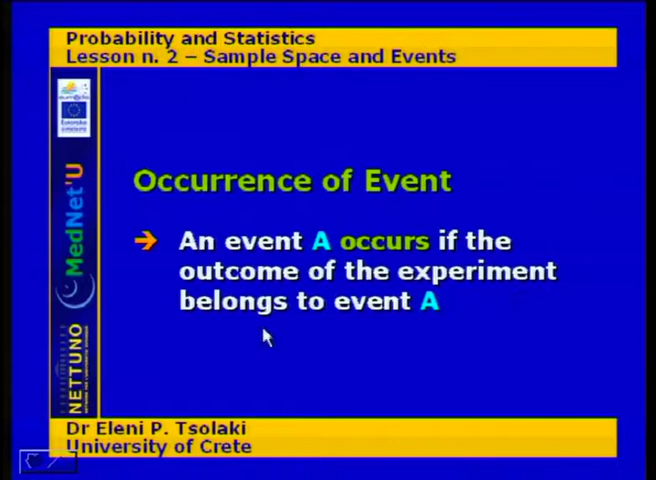 Probability and Statistics
Lesson n. 2 – Sample Space and Events
MedNet'U
NETTUNO
Occurrence of Event
➔ An event A occurs if the
outcome of the experiment
belongs to event A
Dr Eleni P. Tsolaki
University of Crete